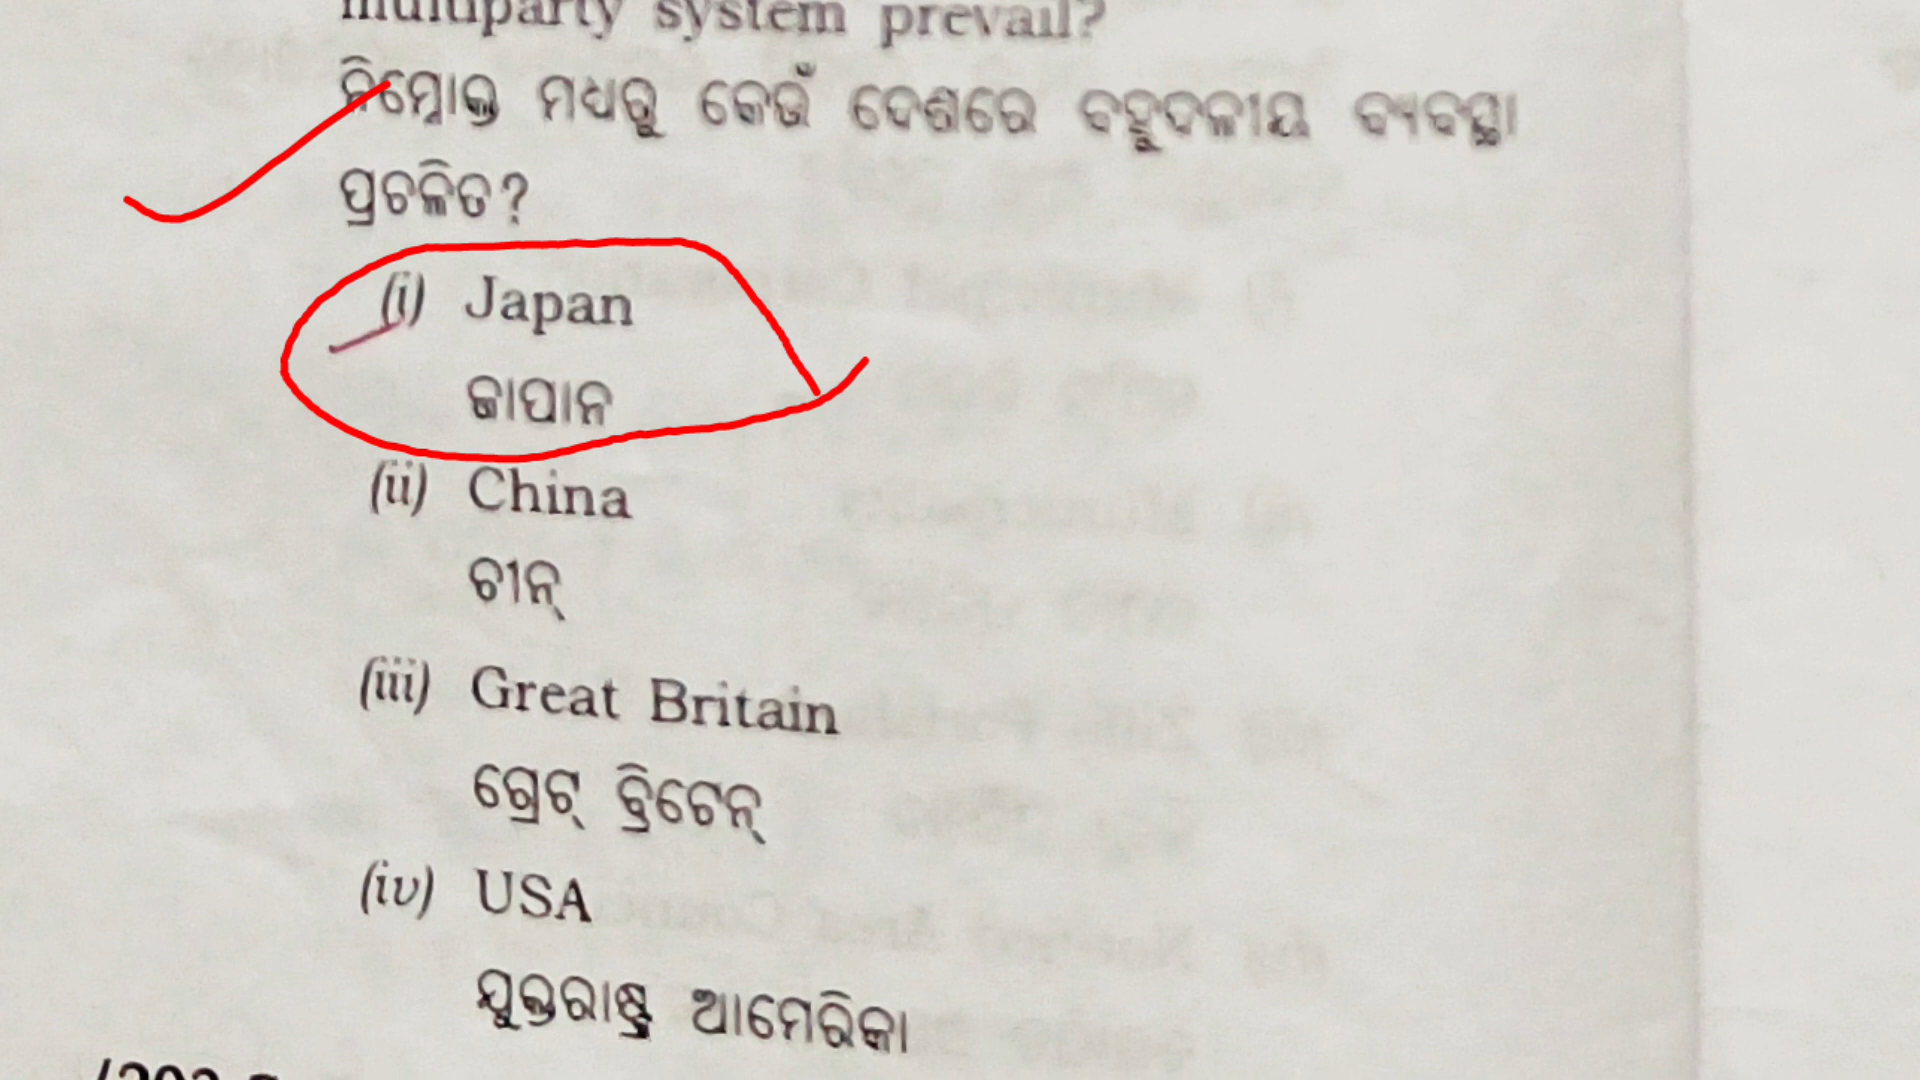 multiparty system prevail?
ନିମ୍ନୋକ୍ତ ମଧ୍ୟରୁ କେଉଁ ଦେଶରେ ବହୁଦଳୀୟ ବ୍ୟବସ୍ଥା
ପ୍ରଚଳିତ?
(i) Japan
ଜାପାନ
(ii) China
ଚୀନ୍
(iii) Great Britain
ଗ୍ରେଟ୍ ବ୍ରିଟେନ୍
(iv) USA
ଯୁକ୍ତରାଷ୍ଟ୍ର ଆମେରିକା